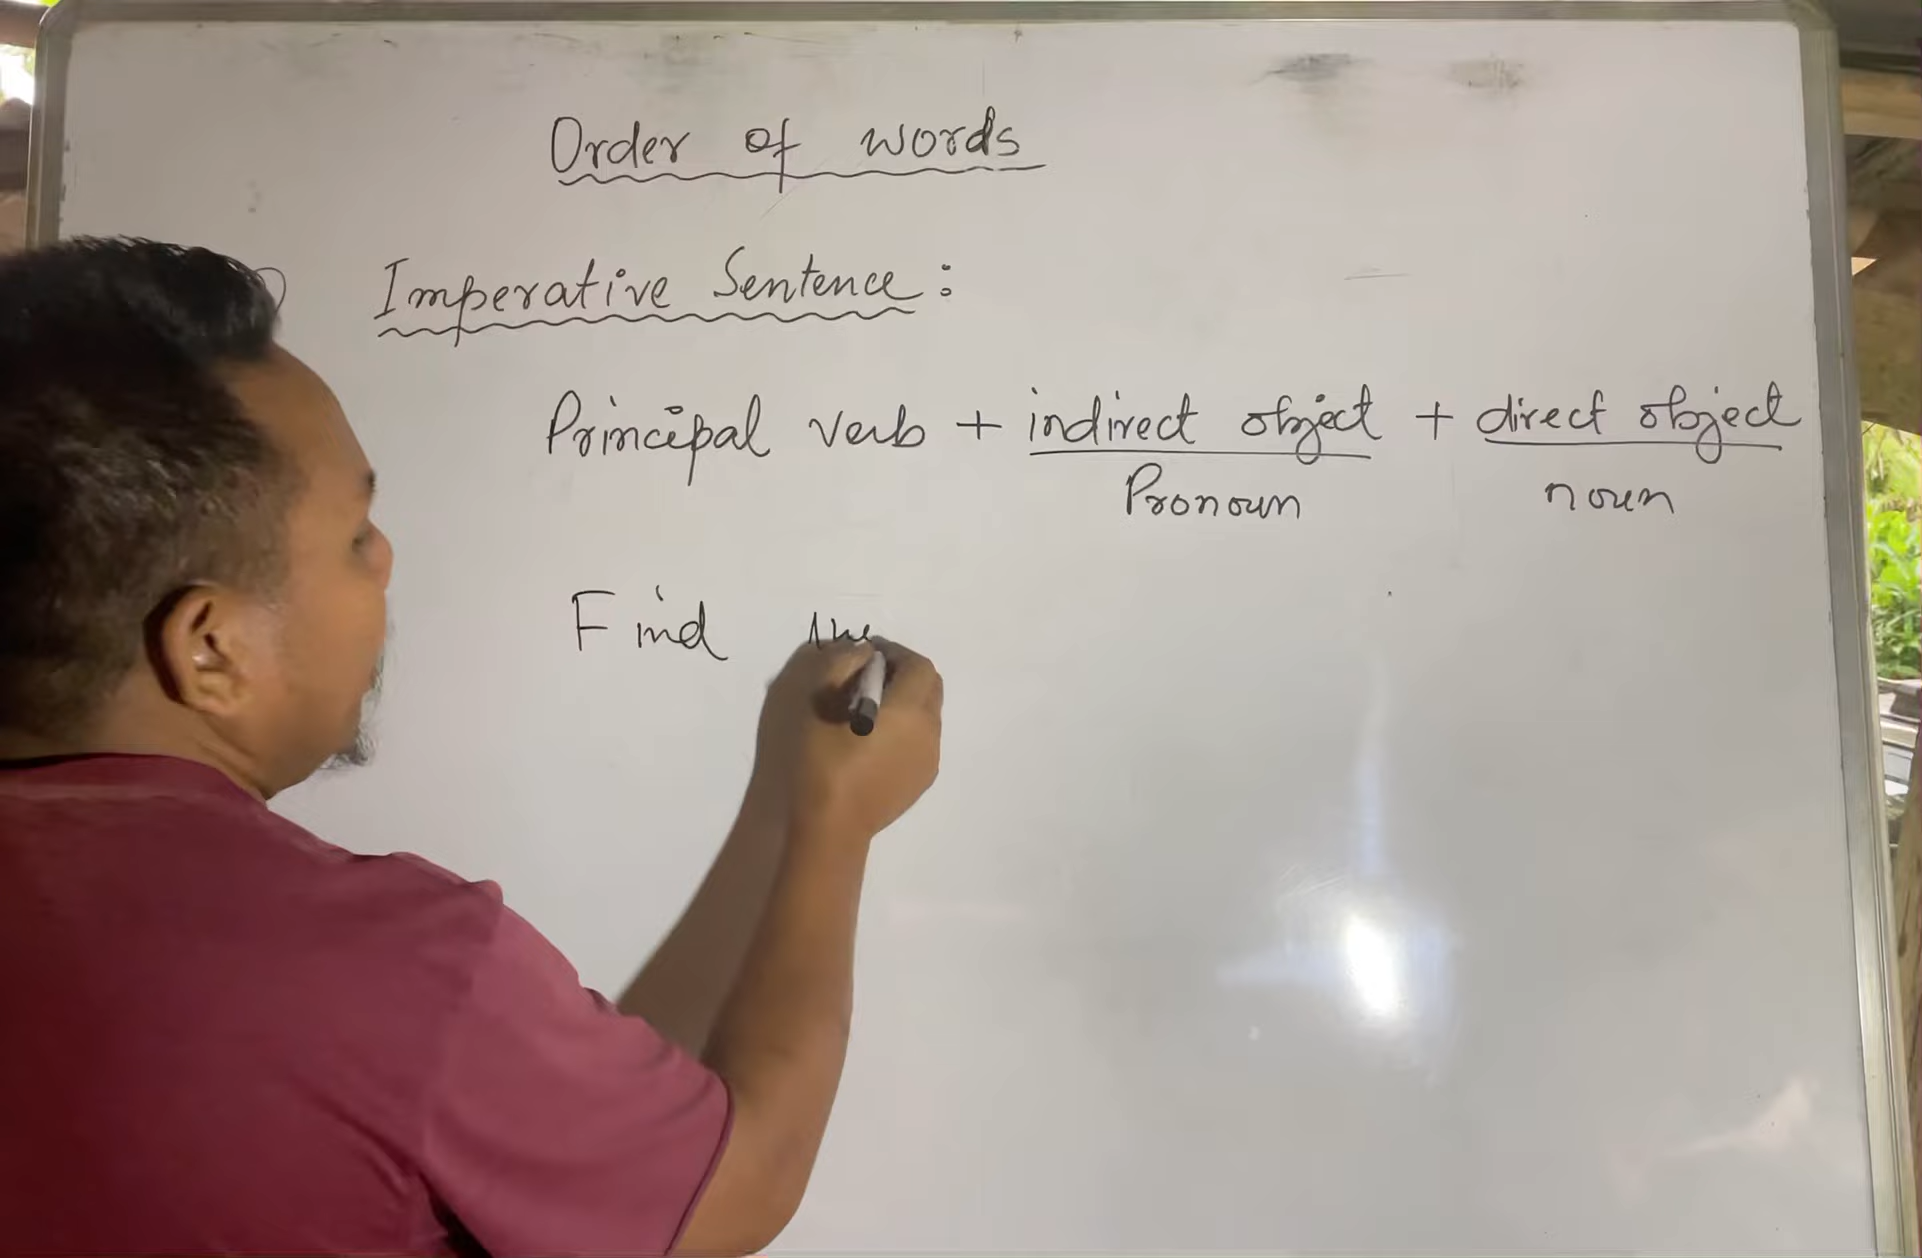 Order of words
Imperative Sentence :
Principal verb + indirect object + direct object
Pronoun noun
Find